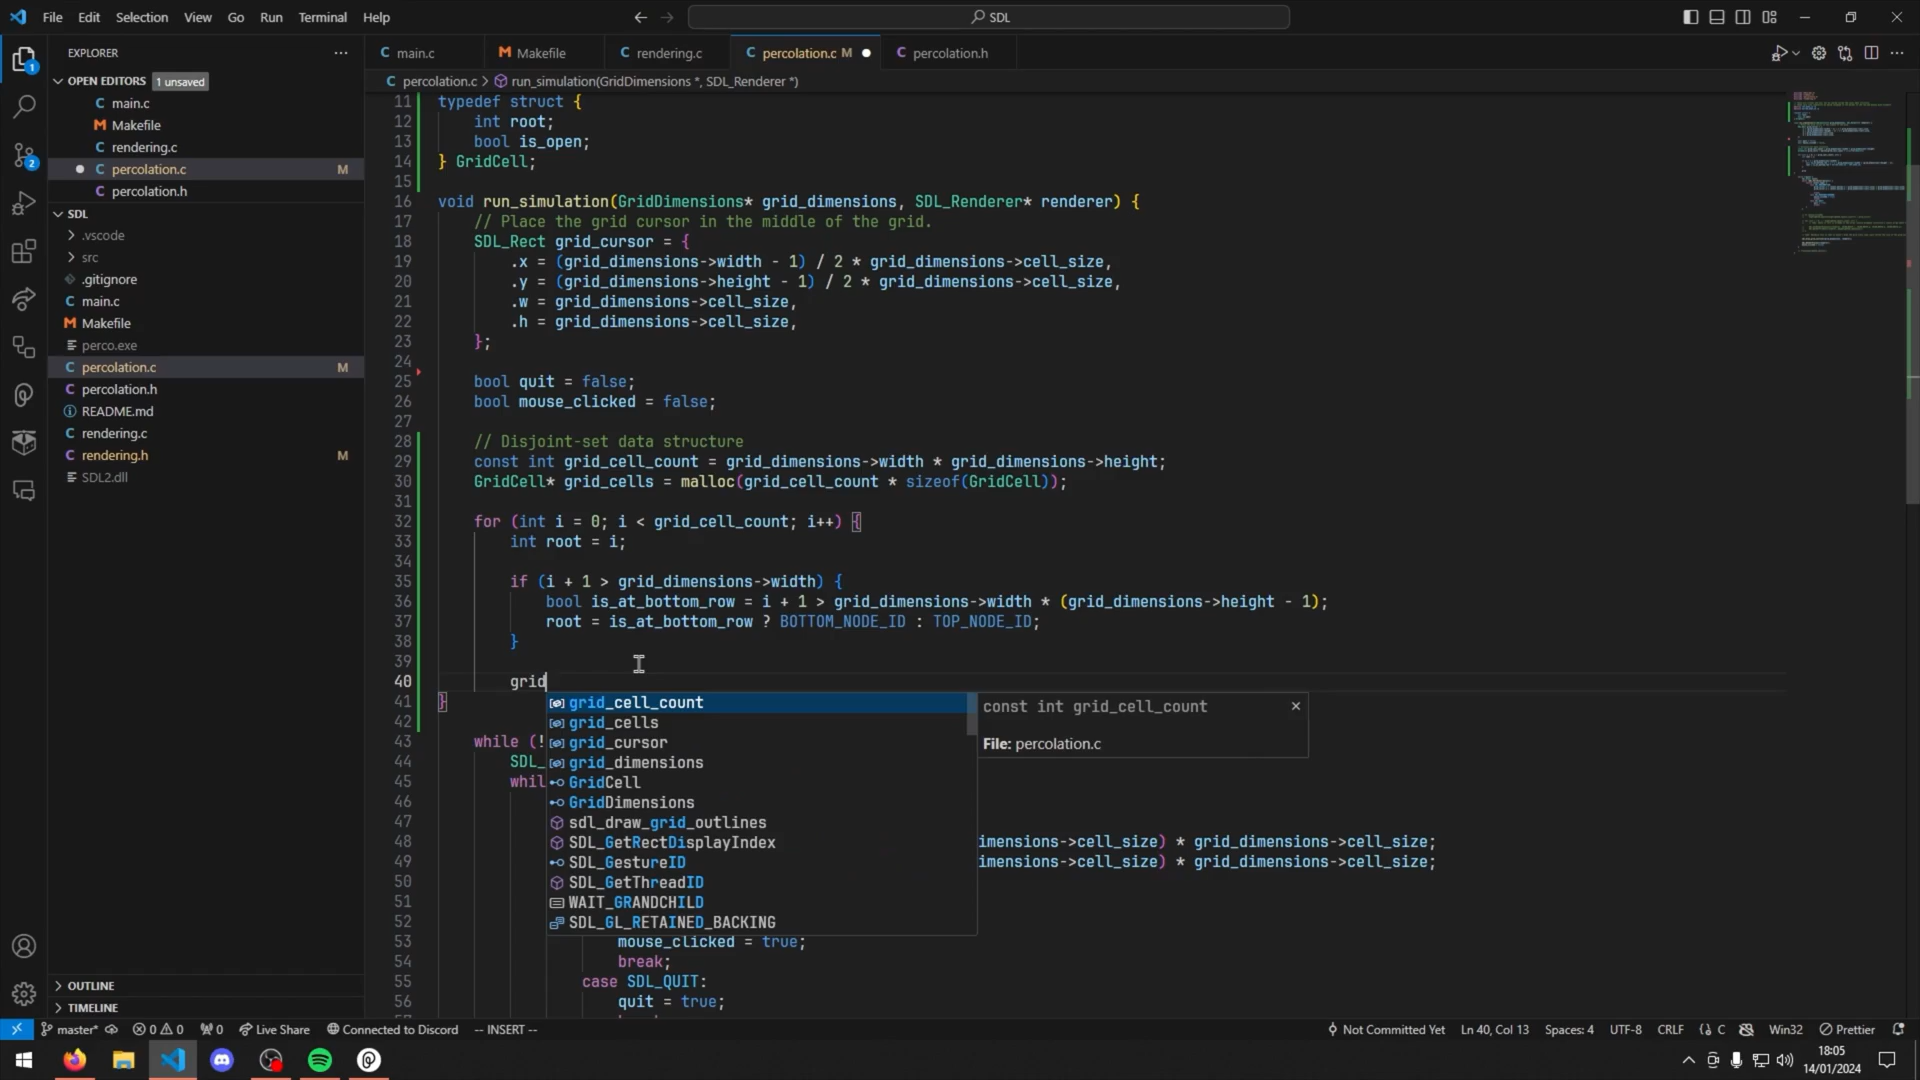 File Edit Selection View Go Run Terminal Help
SDL
EXPLORER
OPEN EDITORS 1 unsaved
main.c
Makefile
rendering.c
percolation.c M
percolation.h
SDL
.vscode
src
.gitignore
main.c
Makefile
perco.exe
percolation.c M
percolation.h
README.md
rendering.c
rendering.h M
SDL2.dll
OUTLINE
TIMELINE
main.c Makefile rendering.c percolation.c M percolation.h
percolation.c > run_simulation(GridDimensions *, SDL_Renderer *)
11 typedef struct {
12 int root;
13 bool is_open;
14 } GridCell;
15
16 void run_simulation(GridDimensions* grid_dimensions, SDL_Renderer* renderer) {
17 // Place the grid cursor in the middle of the grid.
18 SDL_Rect grid_cursor = {
19 .x = (grid_dimensions->width - 1) / 2 * grid_dimensions->cell_size,
20 .y = (grid_dimensions->height - 1) / 2 * grid_dimensions->cell_size,
21 .w = grid_dimensions->cell_size,
22 .h = grid_dimensions->cell_size,
23 };
24
25 bool quit = false;
26 bool mouse_clicked = false;
27
28 // Disjoint-set data structure
29 const int grid_cell_count = grid_dimensions->width * grid_dimensions->height;
30 GridCell* grid_cells = malloc(grid_cell_count * sizeof(GridCell));
31
32 for (int i = 0; i < grid_cell_count; i++) {
33 int root = i;
34
35 if (i + 1 > grid_dimensions->width) {
36 bool is_at_bottom_row = i + 1 > grid_dimensions->width * (grid_dimensions->height - 1);
37 root = is_at_bottom_row ? BOTTOM_NODE_ID : TOP_NODE_ID;
38 }
39
40 grid
41 }
42
43 while (!
44 SDL_
45 whil
46
47
48 imensions->cell_size) * grid_dimensions->cell_size;
49 imensions->cell_size) * grid_dimensions->cell_size;
50
51
52
53 mouse_clicked = true;
54 break;
55 case SDL_QUIT:
56 quit = true;
grid_cell_count
grid_cells
grid_cursor
grid_dimensions
GridCell
GridDimensions
sdl_draw_grid_outlines
SDL_GetRectDisplayIndex
SDL_GestureID
SDL_GetThreadID
WAIT_GRANDCHILD
SDL_GL_RETAINED_BACKING
const int grid_cell_count
File: percolation.c
1
2
master* 0 0 0 Live Share Connected to Discord -- INSERT -- Not Committed Yet Ln 40, Col 13 Spaces: 4 UTF-8 CRLF {} C Win32 Prettier
18:05
14/01/2024